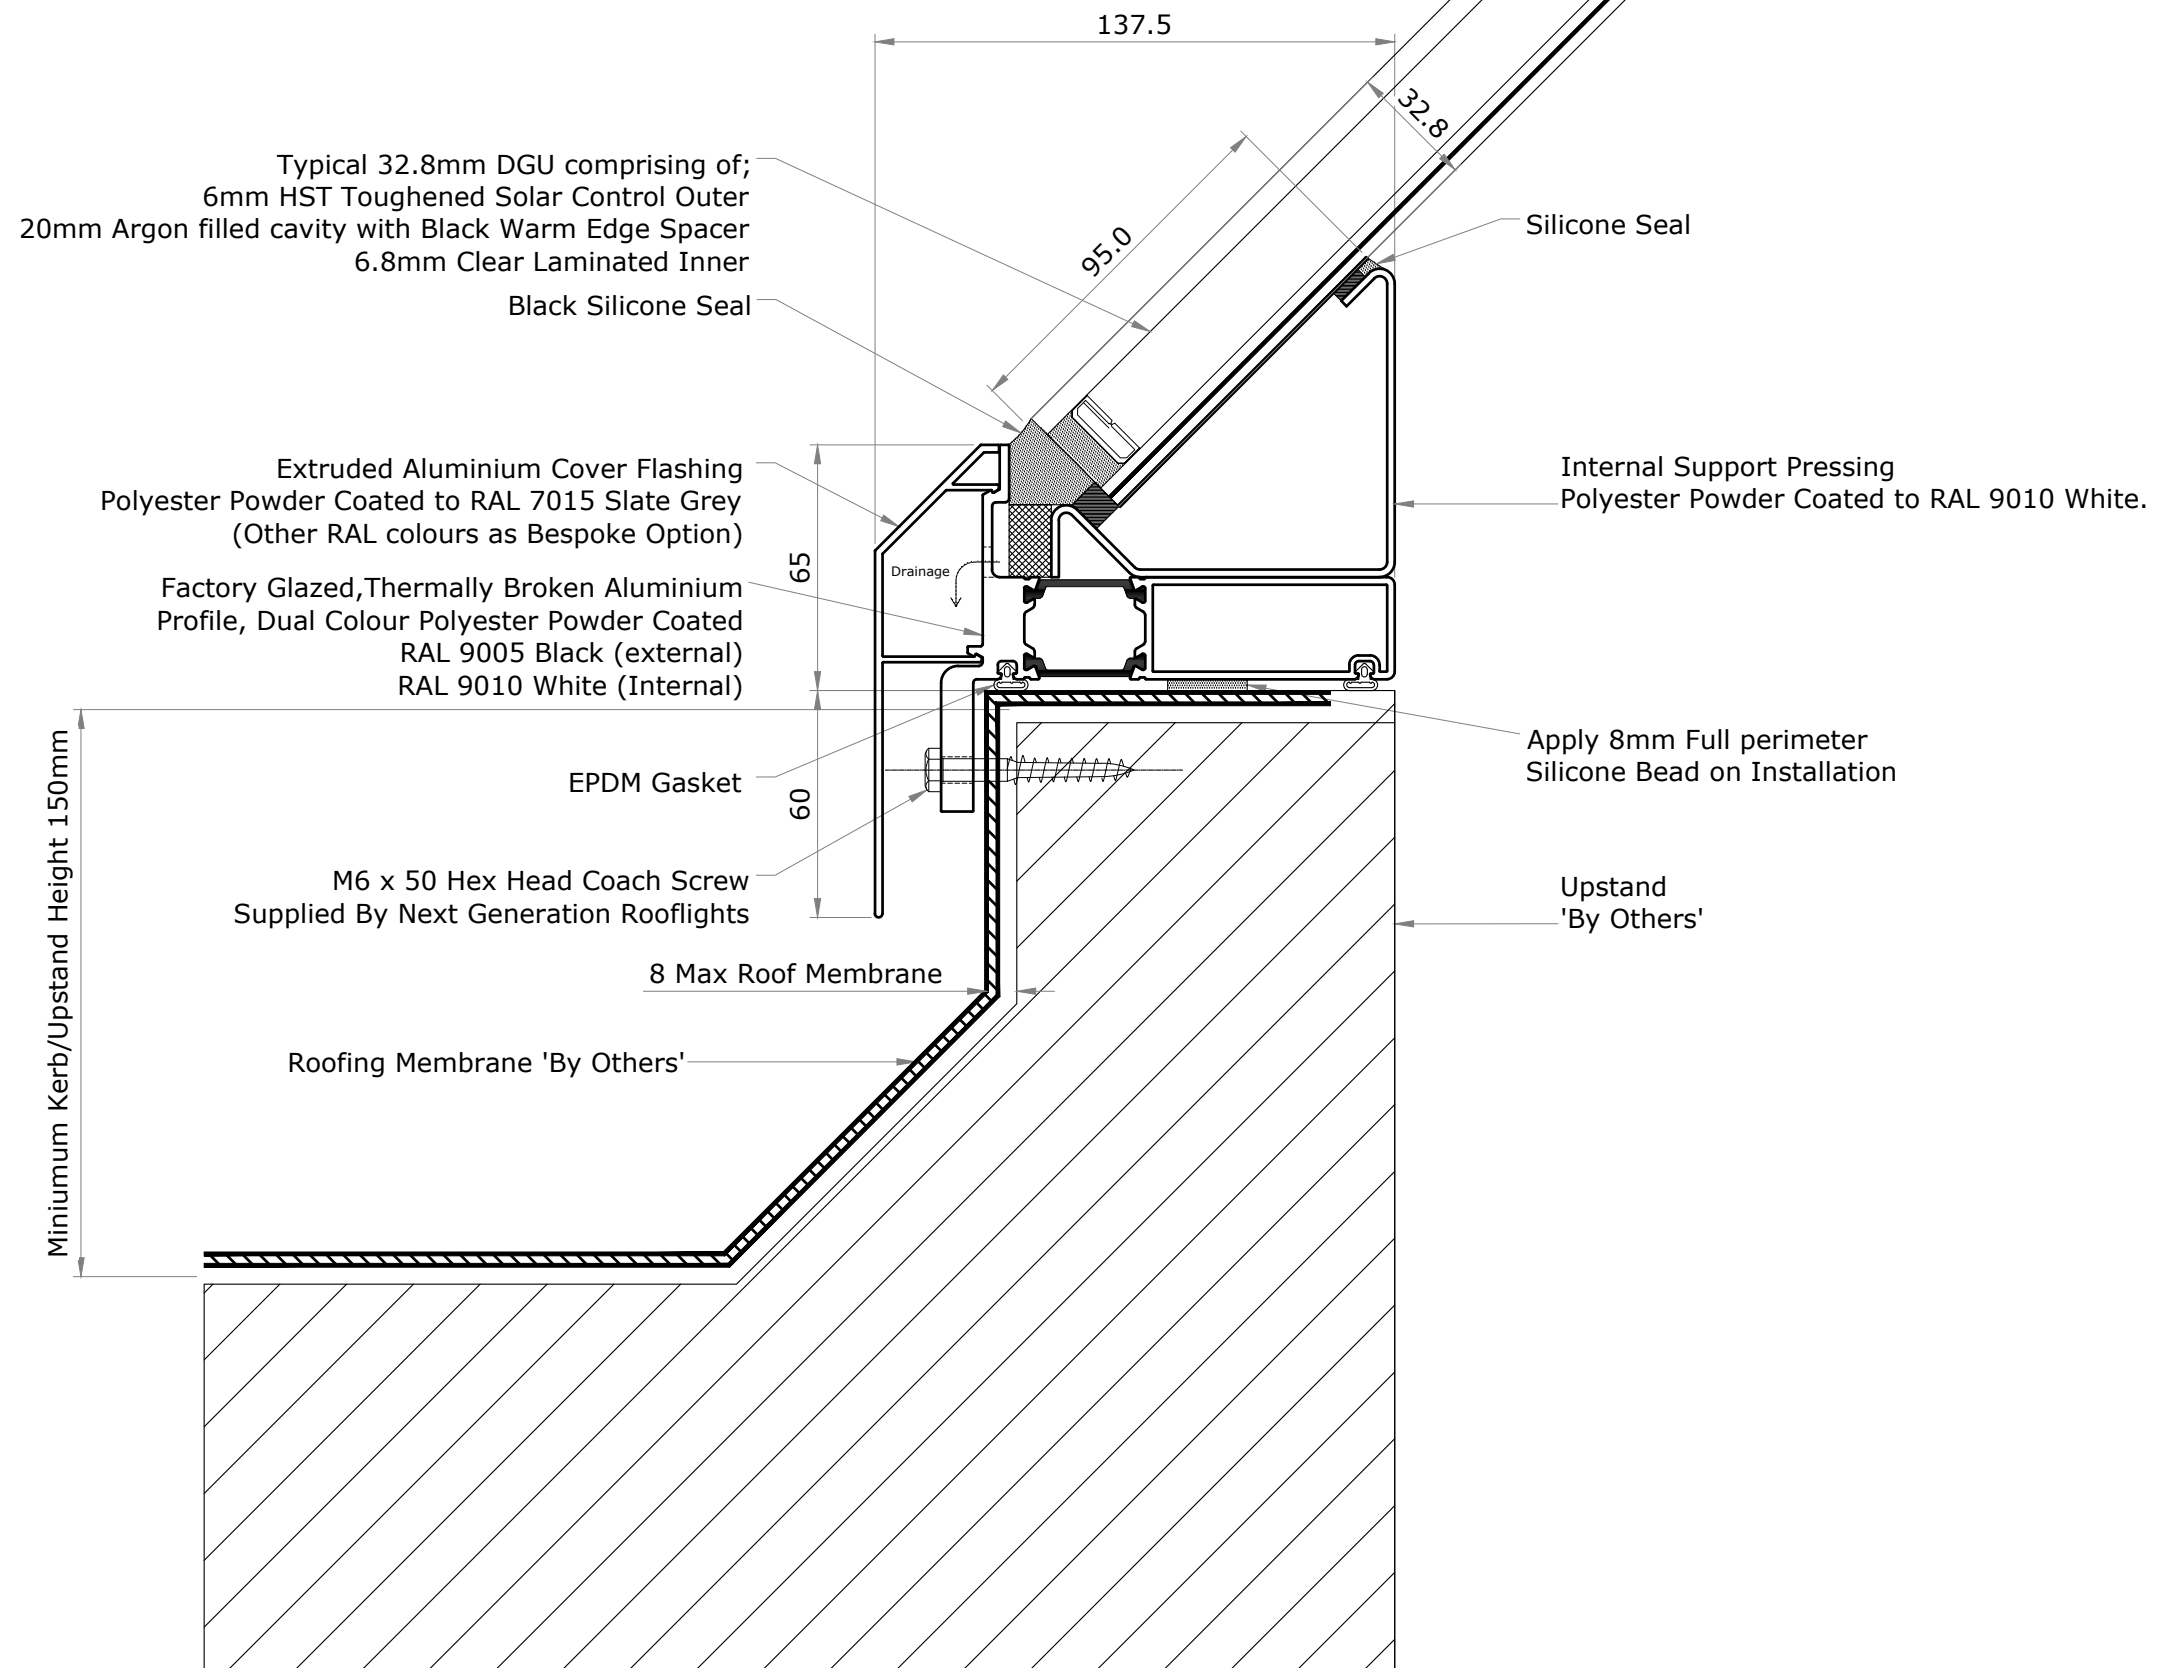 137.5
32.8
Typical 32.8mm DGU comprising of;
6mm HST Toughened Solar Control Outer
20mm Argon filled cavity with Black Warm Edge Spacer
6.8mm Clear Laminated Inner
95.0
Silicone Seal
Black Silicone Seal
Extruded Aluminium Cover Flashing
Polyester Powder Coated to RAL 7015 Slate Grey
(Other RAL colours as Bespoke Option)
Internal Support Pressing
Polyester Powder Coated to RAL 9010 White.
65
Drainage
Factory Glazed,Thermally Broken Aluminium
Profile, Dual Colour Polyester Powder Coated
RAL 9005 Black (external)
RAL 9010 White (Internal)
Apply 8mm Full perimeter
Silicone Bead on Installation
EPDM Gasket
60
Miniumum Kerb/Upstand Height 150mm
M6 x 50 Hex Head Coach Screw
Supplied By Next Generation Rooflights
Upstand
'By Others'
8 Max Roof Membrane
Roofing Membrane 'By Others'